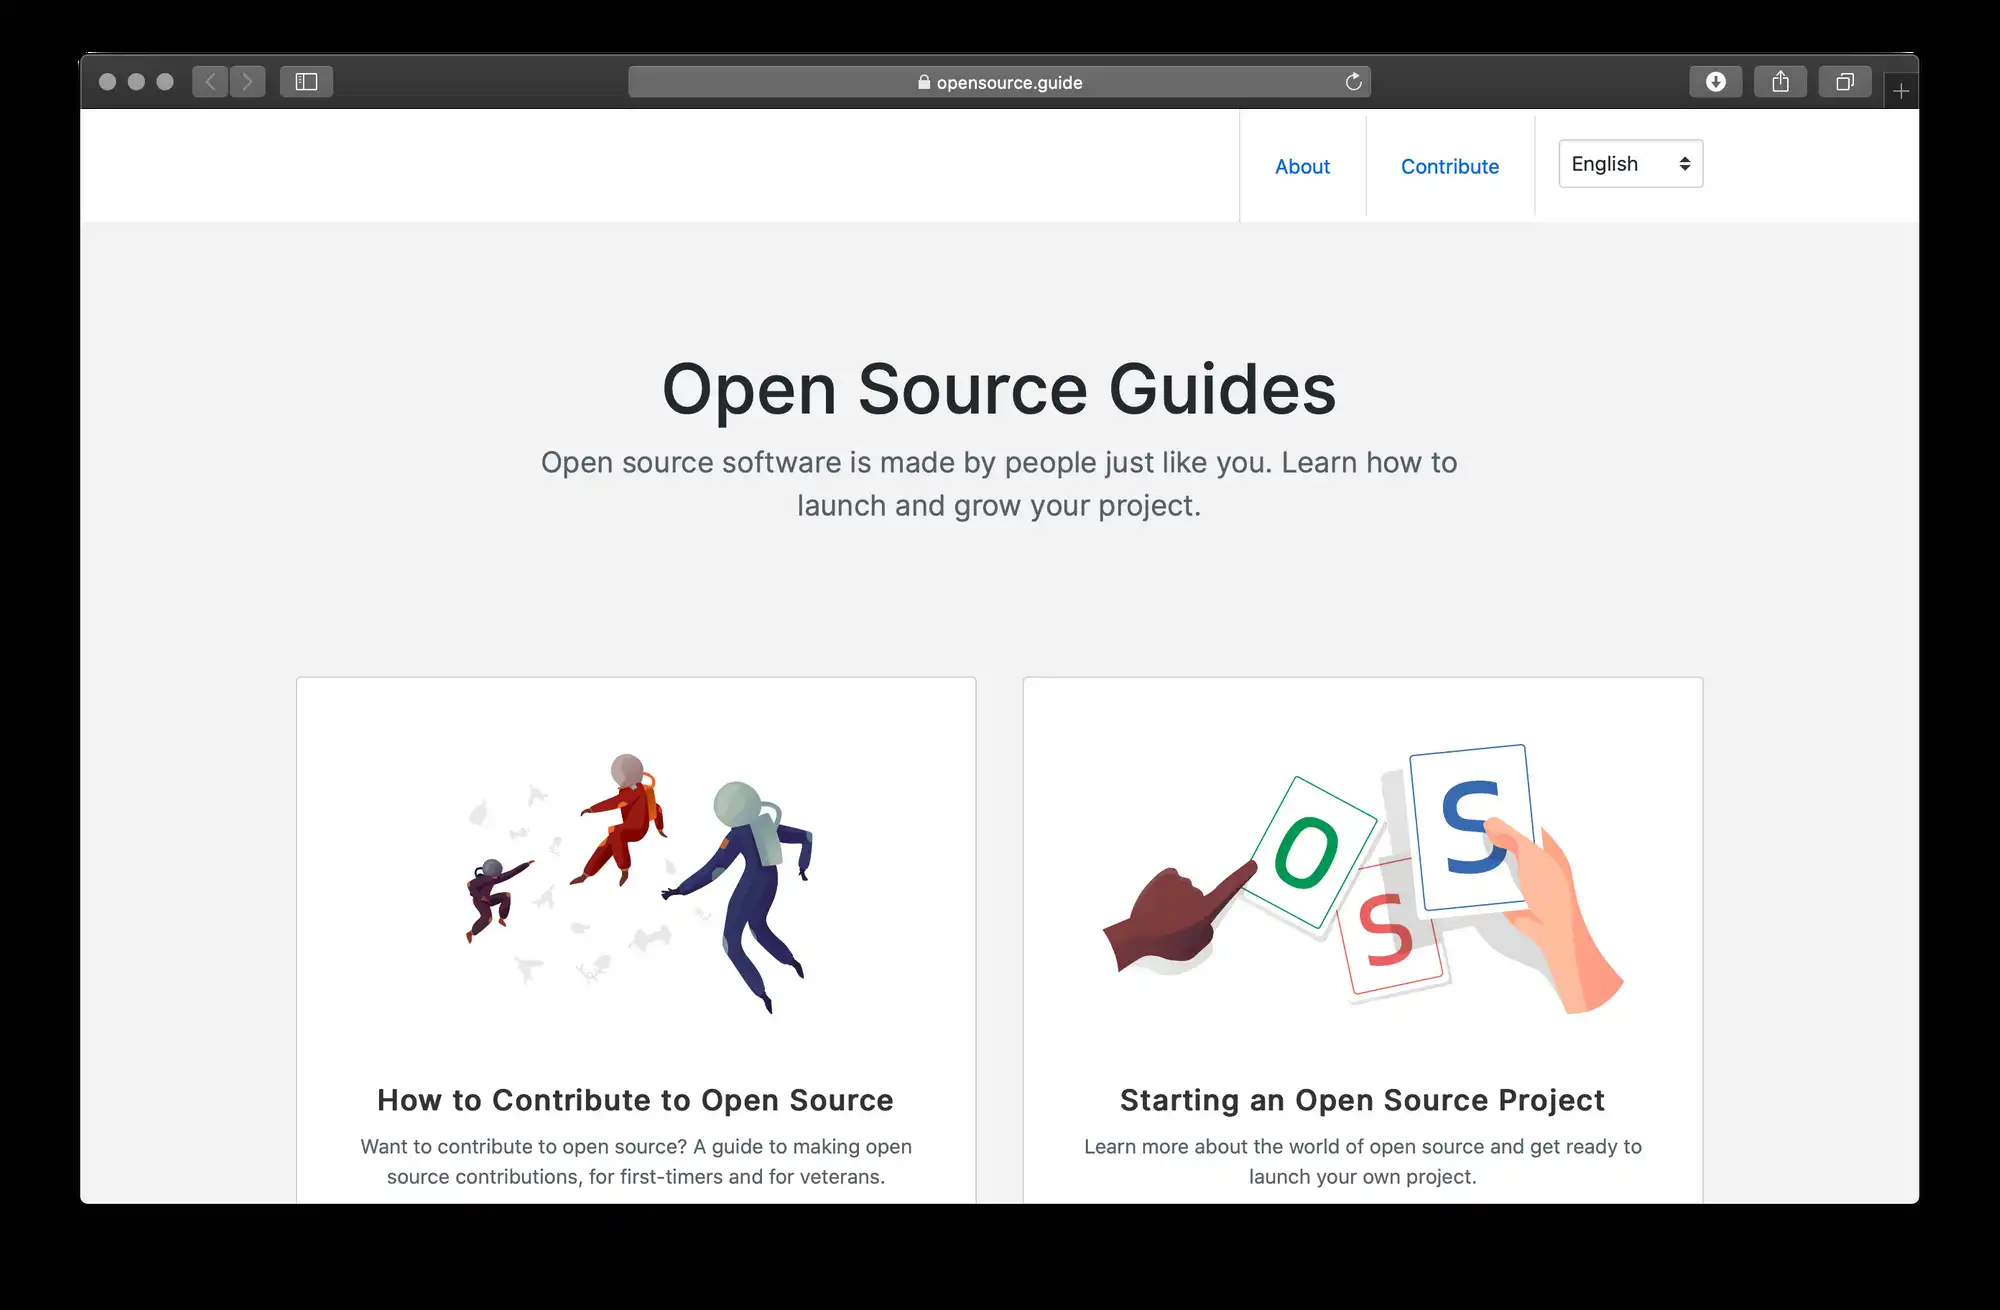 opensource.guide
About
Contribute
English
Open Source Guides
Open source software is made by people just like you. Learn how to
launch and grow your project.
O
S
S
How to Contribute to Open Source
Want to contribute to open source? A guide to making open
source contributions, for first-timers and for veterans.
Starting an Open Source Project
Learn more about the world of open source and get ready to
launch your own project.